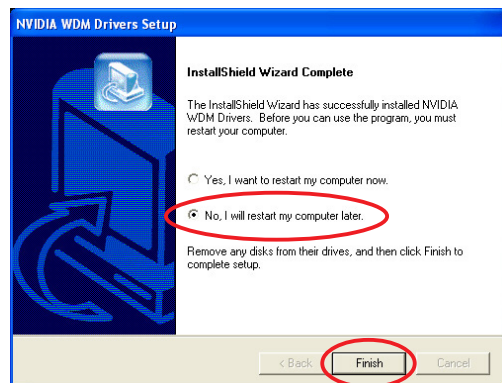 NVIDIA WDM Drivers Setup
InstallShield Wizard Complete
The InstallShield Wizard has successfully installed NVIDIA
WDM Drivers. Before you can use the program, you must
restart your computer.
Yes, I want to restart my computer now.
No, I will restart my computer later.
Remove any disks from their drives, and then click Finish to
complete setup.
< Back Finish Cancel